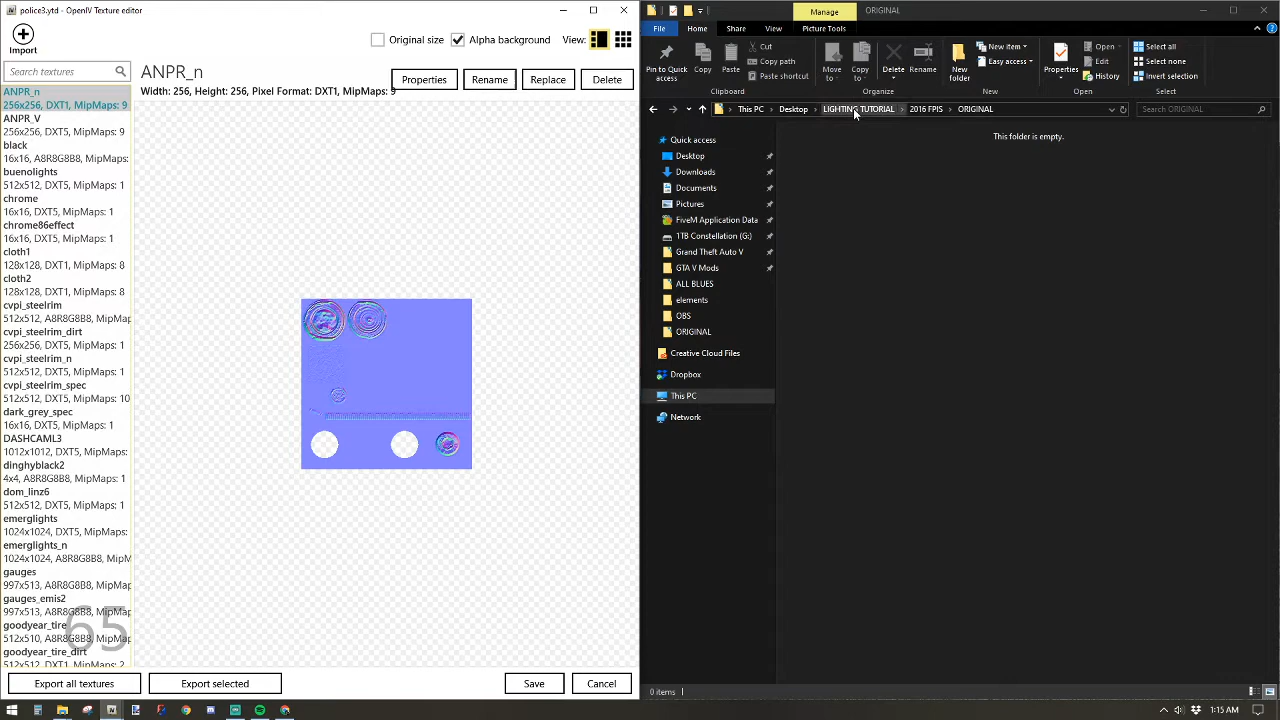 police3.ytd - OpenIV Texture editor
Import
Original size
Alpha background
View:
Search textures
ANPR_n
Properties
Rename
Replace
Delete
Width: 256, Height: 256, Pixel Format: DXT1, MipMaps: 9
ANPR_n
256x256, DXT1, MipMaps: 9
ANPR_V
256x256, DXT5, MipMaps: 9
black
16x16, A8R8G8B8, MipMaps:
buenolights
512x512, DXT5, MipMaps: 1
chrome
16x16, DXT5, MipMaps: 1
chrome86effect
16x16, DXT5, MipMaps: 1
cloth1
128x128, DXT1, MipMaps: 8
cloth2
128x128, DXT1, MipMaps: 8
cvpi_steelrim
512x512, A8R8G8B8, MipMap
cvpi_steelrim_dirt
256x256, DXT5, MipMaps: 1
cvpi_steelrim_n
512x512, DXT5, MipMaps: 1
cvpi_steelrim_spec
512x512, DXT5, MipMaps: 10
dark_grey_spec
16x16, DXT5, MipMaps: 1
DASHCAML3
1012x1012, DXT5, MipMaps:
dinghyblack2
4x4, A8R8G8B8, MipMaps: 1
dom_linz6
512x512, DXT1, MipMaps: 1
emerglights
1024x1024, DXT5, MipMaps:
emerglights_n
1024x1024, A8R8G8B8, MipM
gauges
997x513, A8R8G8B8, MipMap
gauges_emis2
997x513, A8R8G8B8, MipMap
goodyear_tire
512x510, A8R8G8B8, MipMap
goodyear_tire_dirt
512x512, DXT1, MipMaps: 2
65
Export all textures
Export selected
Save
Cancel
Manage
ORIGINAL
File
Home
Share
View
Picture Tools
Pin to Quick access
Copy
Paste
Cut
Copy path
Paste shortcut
Clipboard
Move to
Copy to
Delete
Rename
Organize
New folder
New item
Easy access
New
Properties
Open
Edit
History
Open
Select all
Select none
Invert selection
Select
This PC
Desktop
LIGHTING TUTORIAL
2016 FPIS
ORIGINAL
Search ORIGINAL
This folder is empty.
Quick access
Desktop
Downloads
Documents
Pictures
FiveM Application Data
1TB Constellation (G:)
Grand Theft Auto V
GTA V Mods
ALL BLUES
elements
OBS
ORIGINAL
Creative Cloud Files
Dropbox
This PC
Network
0 items
1:15 AM